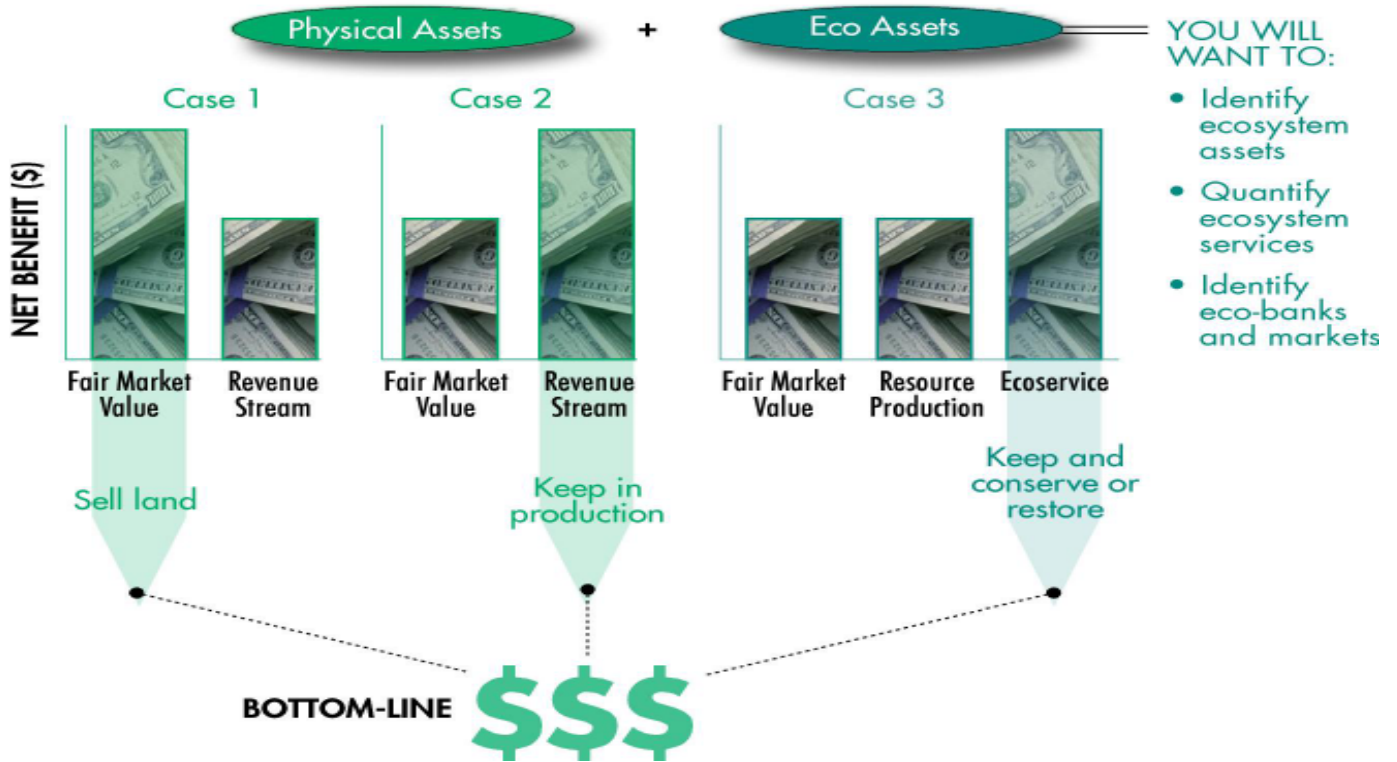 Physical Assets
+
Eco Assets
YOU WILL
WANT TO:
• Identify
ecosystem
assets
• Quantify
ecosystem
services
• Identify
eco-banks
and markets
Case 1
Case 2
Case 3
NET BENEFIT ($)
Fair Market
Value
Revenue
Stream
Fair Market
Value
Revenue
Stream
Fair Market
Value
Resource
Production
Ecoservice
Sell land
Keep in
production
Keep and
conserve or
restore
BOTTOM-LINE $$$